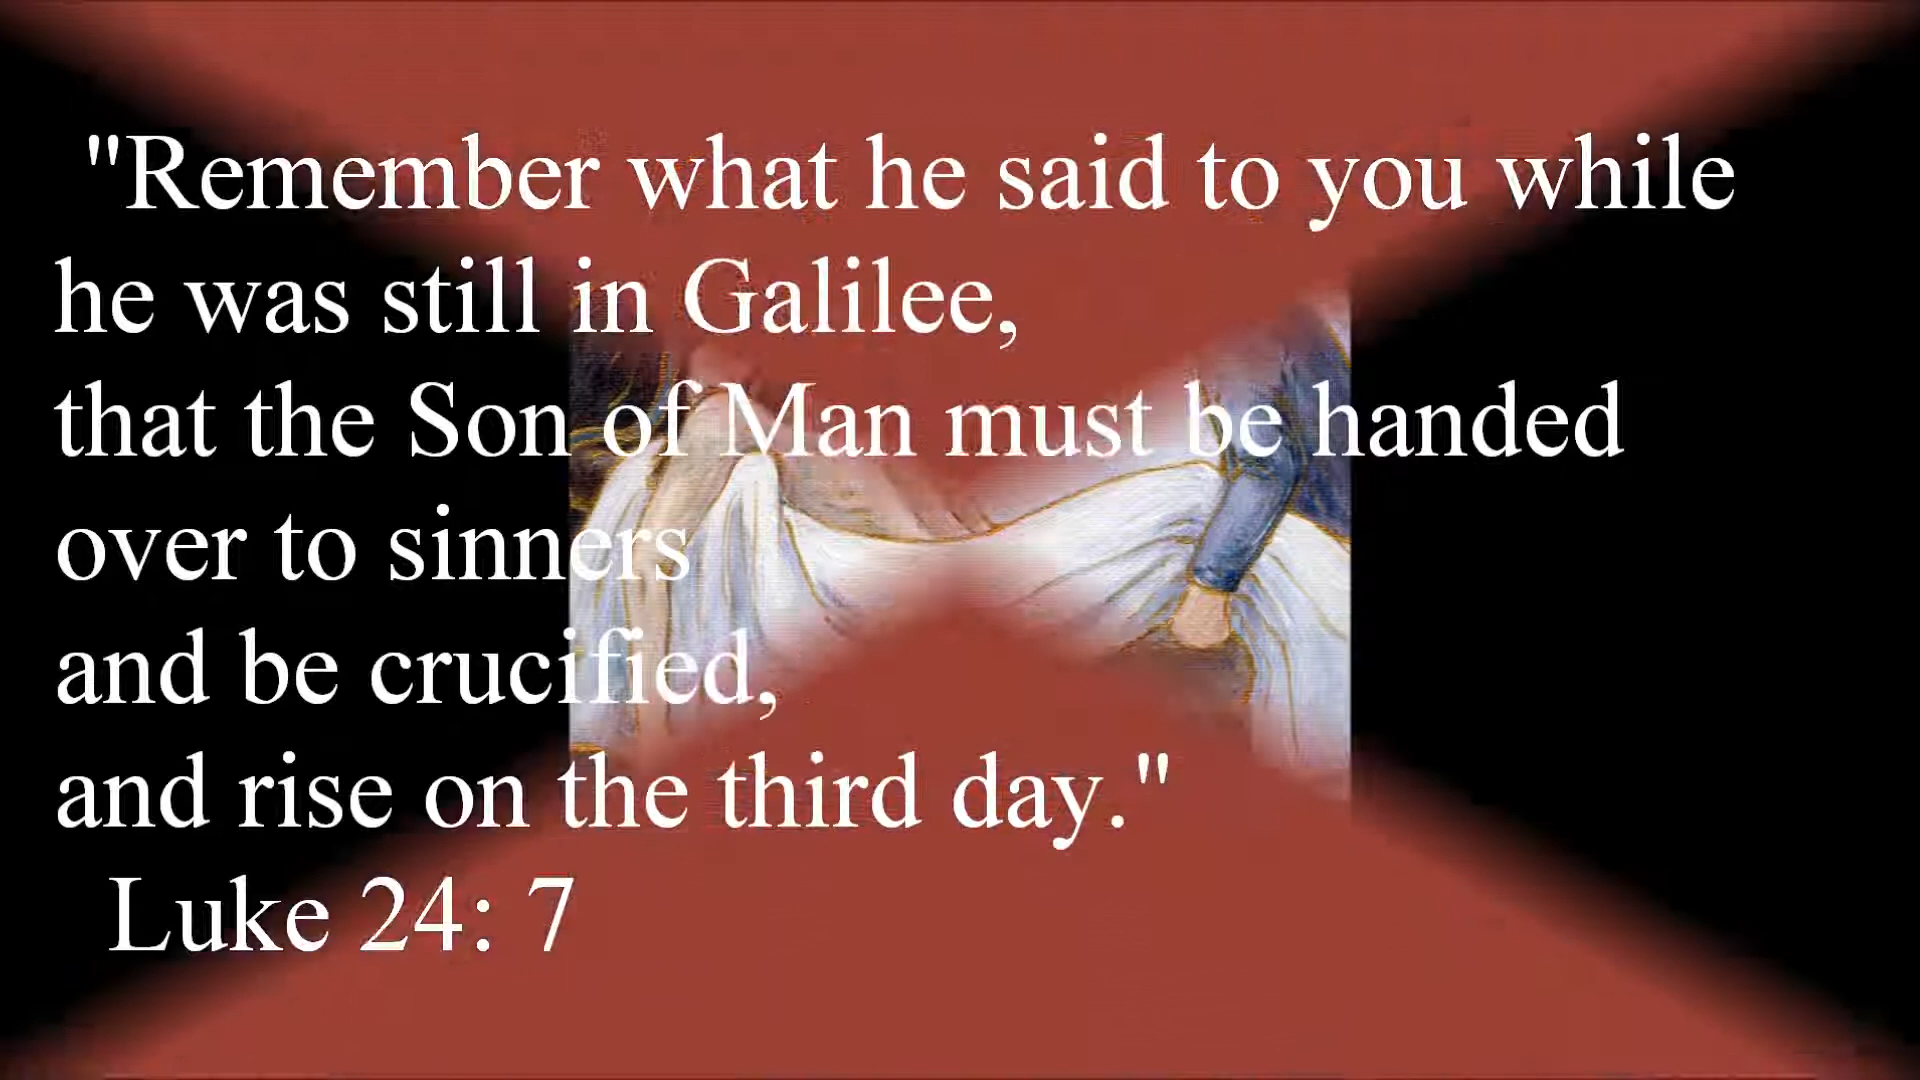 "Remember what he said to you while
he was still in Galilee,
that the Son of Man must be handed
over to sinners
and be crucified,
and rise on the third day."
Luke 24: 7